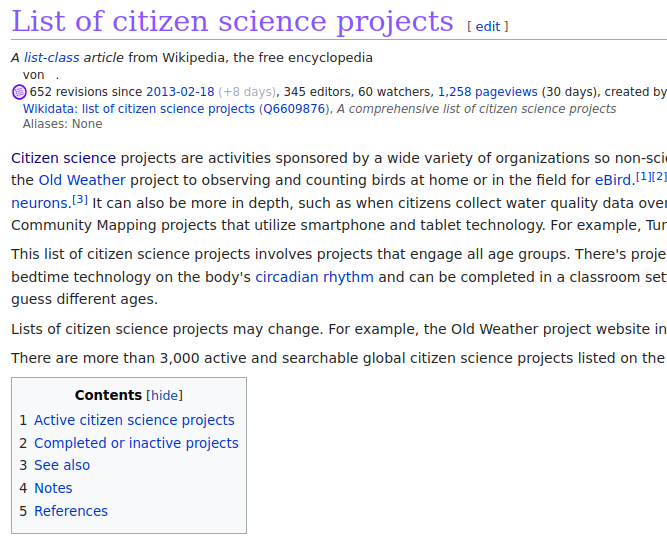 List of citizen science projects [ edit ]
A list-class article from Wikipedia, the free encyclopedia
von .
652 revisions since 2013-02-18 (+8 days), 345 editors, 60 watchers, 1,258 pageviews (30 days), created by
Wikidata: list of citizen science projects (Q6609876), A comprehensive list of citizen science projects
Aliases: None
Citizen science projects are activities sponsored by a wide variety of organizations so non-scie
the Old Weather project to observing and counting birds at home or in the field for eBird.[1][2]
neurons.[3] It can also be more in depth, such as when citizens collect water quality data over
Community Mapping projects that utilize smartphone and tablet technology. For example, Tur
This list of citizen science projects involves projects that engage all age groups. There's proje
bedtime technology on the body's circadian rhythm and can be completed in a classroom set
guess different ages.
Lists of citizen science projects may change. For example, the Old Weather project website in
There are more than 3,000 active and searchable global citizen science projects listed on the
Contents [hide]
1 Active citizen science projects
2 Completed or inactive projects
3 See also
4 Notes
5 References